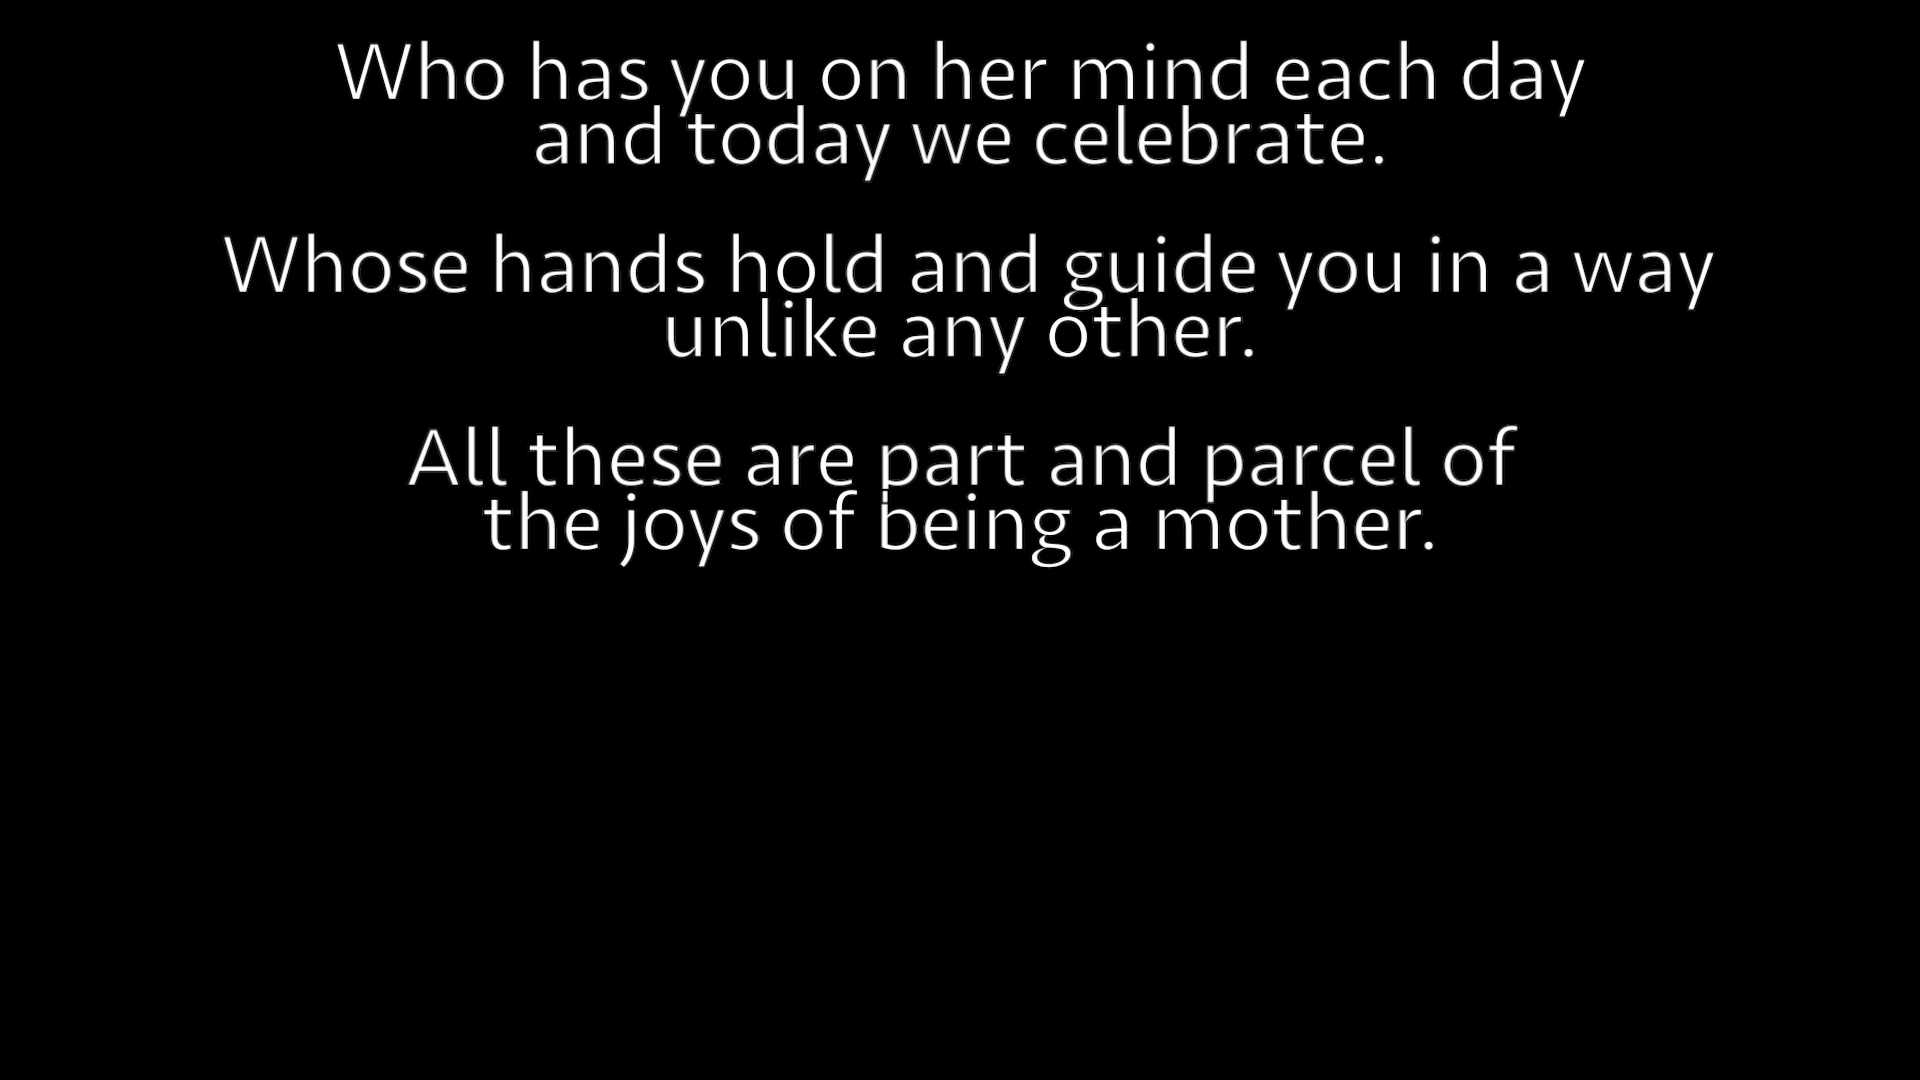 Who has you on her mind each day
and today we celebrate.
Whose hands hold and guide you in a way
unlike any other.
All these are part and parcel of
the joys of being a mother.